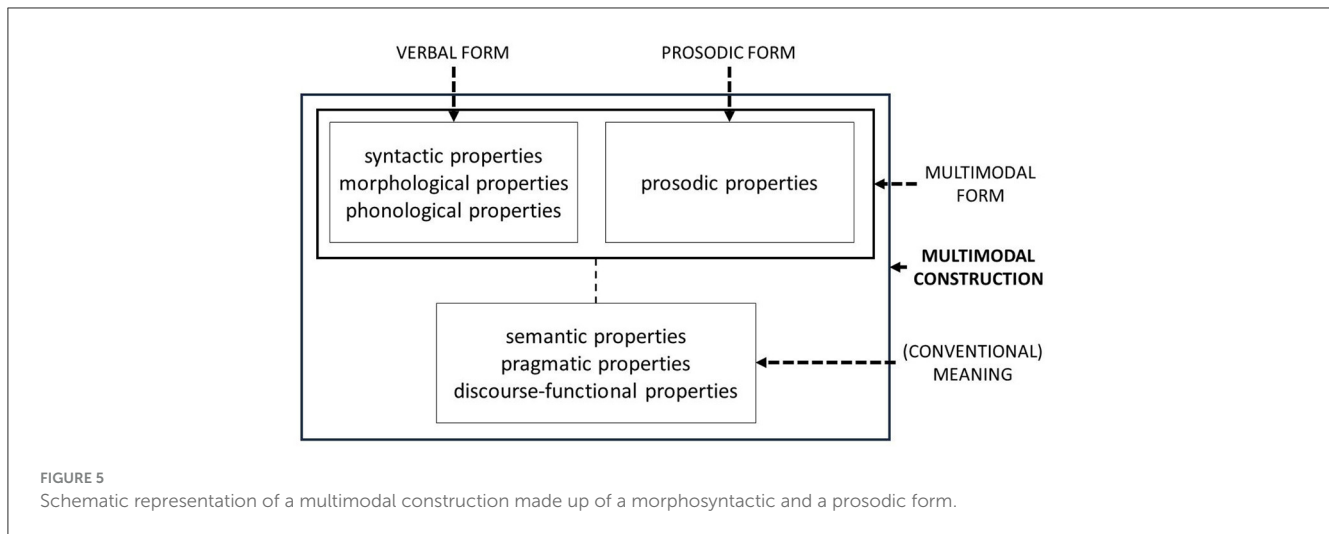 VERBAL FORM
PROSODIC FORM
syntactic properties
morphological properties
phonological properties
prosodic properties
MULTIMODAL
FORM
MULTIMODAL
CONSTRUCTION
semantic properties
pragmatic properties
discourse-functional properties
(CONVENTIONAL)
MEANING
FIGURE 5
Schematic representation of a multimodal construction made up of a morphosyntactic and a prosodic form.